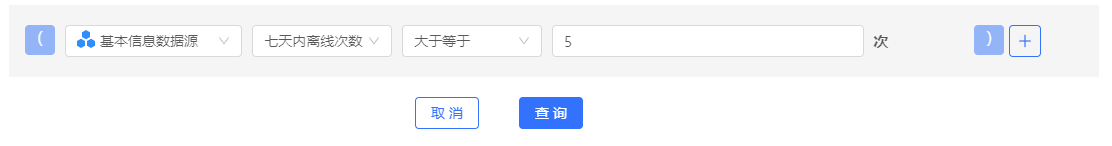 ( 基本信息数据源 七天内离线次数 大于等于 5 次 ) +
取 消 查 询